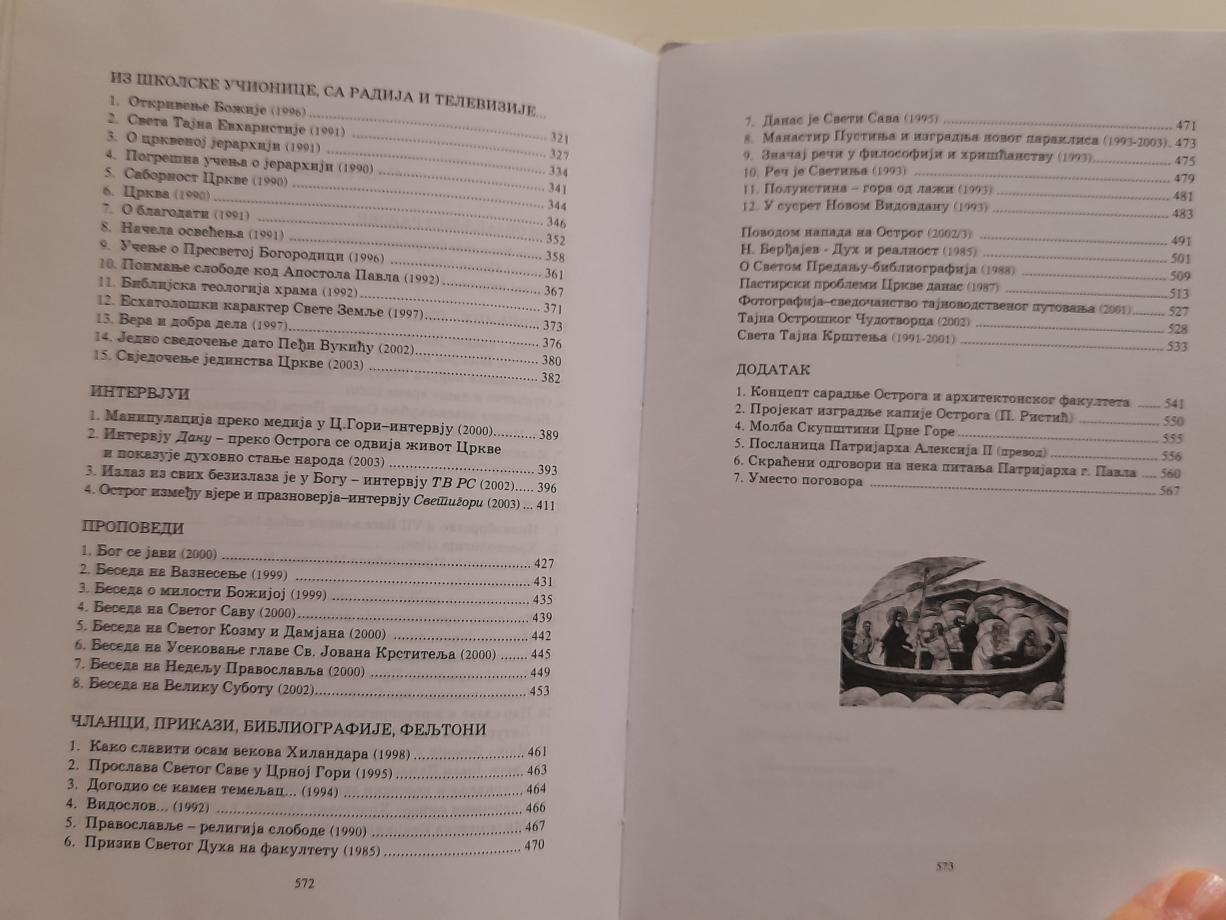 ИЗ ШКОЛСКЕ УЧИОНИЦЕ, СА РАДИЈА И ТЕЛЕВИЗИЈЕ...
1. Откривење Божије (1996) ... 321
2. Света Тајна Евхаристије (1991) ... 327
3. О црквеној јерархији (1991) ... 334
4. Погрешна учења о јерархији (1990) ... 341
5. Саборност Цркве (1990) ... 344
6. Црква (1990) ... 346
7. О благодати (1991) ... 352
8. Начела освећења (1991) ... 358
9. Учење о Пресветој Богородици (1996) ... 361
10. Поимање слободе код Апостола Павла (1992) ... 367
11. Библијска теологија храма (1992) ... 371
12. Есхатолошки карактер Свете Земље (1997) ... 373
13. Вера и добра дела (1997) ... 376
14. Једно сведочење дато Пеђи Вукићу (2002) ... 380
15. Свједочење јединства Цркве (2003) ... 382
ИНТЕРВЈУИ
1. Манипулација преко медија у Ц.Гори–интервју (2000) ... 389
2. Интервју Дану – преко Острога се одвија живот Цркве
и показује духовно стање народа (2003) ... 393
3. Излаз из свих безизлаза је у Богу – интервју ТВ РС (2002) ... 396
4. Острог између вјере и празноверја–интервју Светигори (2003) ... 411
ПРОПОВЕДИ
1. Бог се јави (2000) ... 427
2. Беседа на Вазнесење (1999) ... 431
3. Беседа о милости Божијој (1999) ... 435
4. Беседа на Светог Саву (2000) ... 439
5. Беседа на Светог Козму и Дамјана (2000) ... 442
6. Беседа на Усековање главе Св. Јована Крститеља (2000) ... 445
7. Беседа на Недељу Православља (2000) ... 449
8. Беседа на Велику Суботу (2002) ... 453
ЧЛАНЦИ, ПРИКАЗИ, БИБЛИОГРАФИЈЕ, ФЕЉТОНИ
1. Како славити осам векова Хиландара (1998) ... 461
2. Прослава Светог Саве у Црној Гори (1995) ... 463
3. Догодио се камен темељац... (1994) ... 464
4. Видослов... (1992) ... 466
5. Православље – религија слободе (1990) ... 467
6. Призив Светог Духа на факултету (1985) ... 470
572
7. Данас је Свети Сава (1995) ... 471
8. Манастир Пустиња и изградња новог параклиса (1993-2003) . 473
9. Значај речи у философији и хришћанству (1993) ... 475
10. Реч је Светиња (1993) ... 479
11. Полуистина – гора од лажи (1993) ... 481
12. У сусрет Новом Видовдану (1993) ... 483
Поводом напада на Острог (2002/3) ... 491
Н. Берђајев - Дух и реалност (1985) ... 501
О Светом Предању-библиографија (1988) ... 509
Пастирски проблеми Цркве данас (1987) ... 513
Фотографија–сведочанство тајноводственог путовања (2001) ... 527
Тајна Острошког Чудотворца (2002) ... 528
Света Тајна Крштења (1991-2001) ... 533
ДОДАТАК
1. Концепт сарадње Острога и архитектонског факултета ... 541
2. Пројекат изградње капије Острога (П. Ристић) ... 550
4. Молба Скупштини Црне Горе ... 555
5. Посланица Патријарха Алексија II (превод) ... 556
6. Скраћени одговори на нека питања Патријарха г. Павла ... 560
7. Уместо поговора ... 567
573